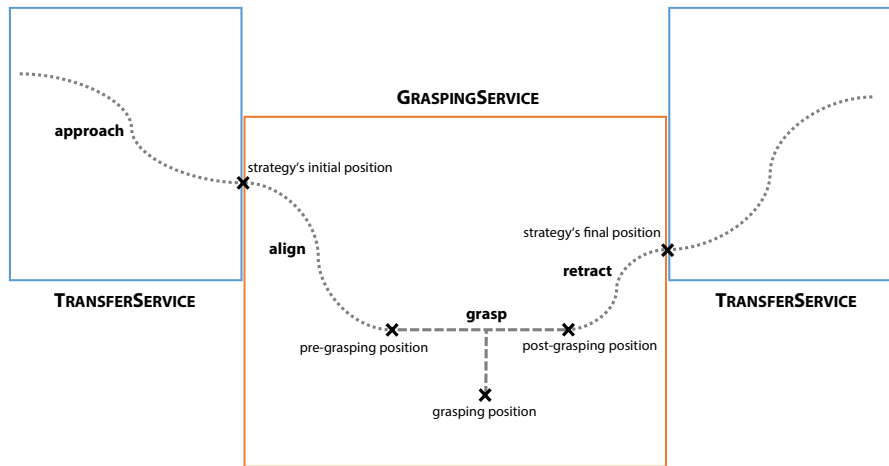 GRASPINGSERVICE
approach
strategy's initial position
strategy's final position
align
retract
TRANSFERSERVICE
TRANSFERSERVICE
grasp
pre-grasping position
post-grasping position
grasping position